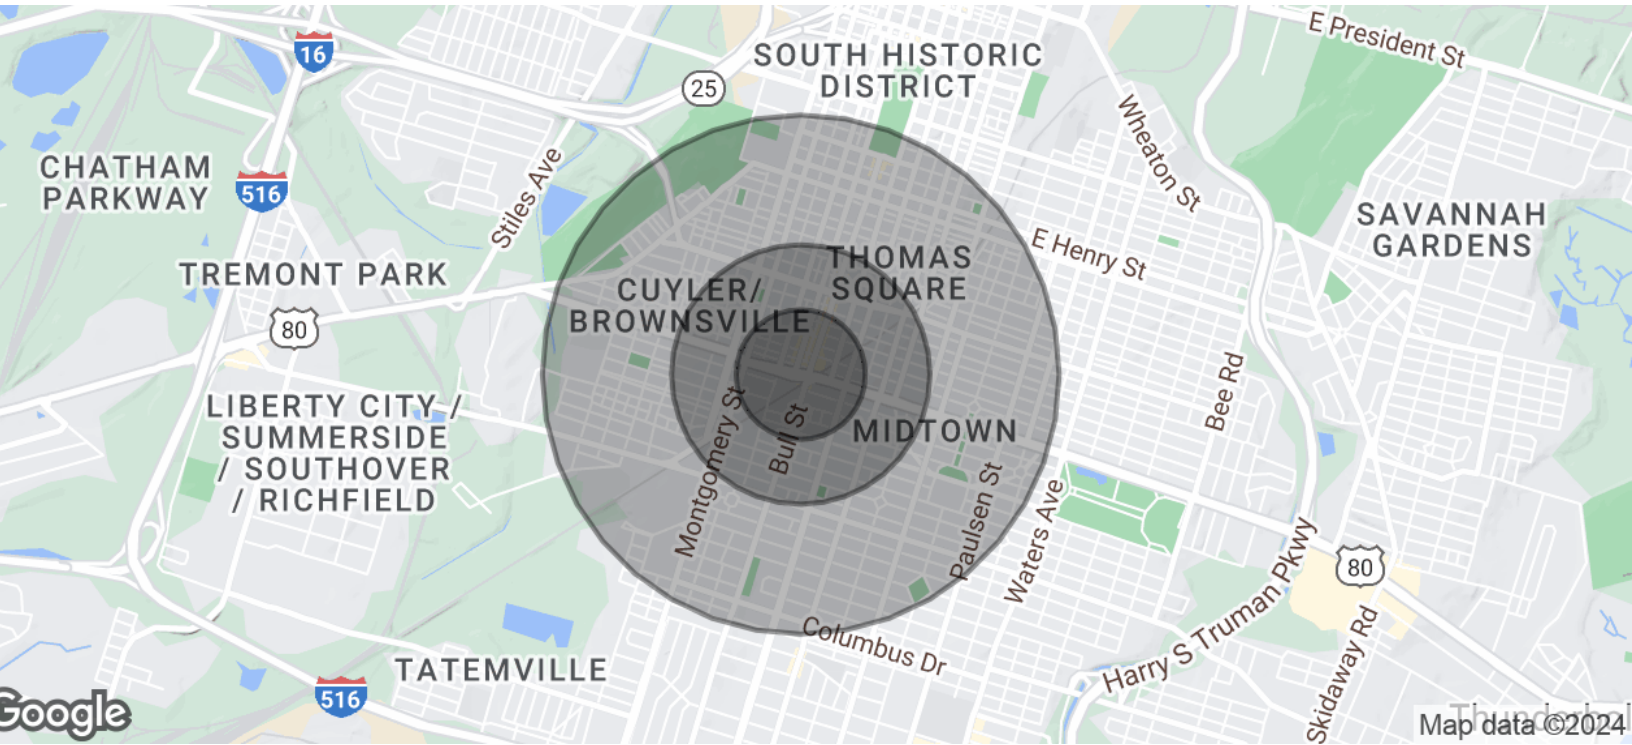 E President St
16
SOUTH HISTORIC
DISTRICT
25
Wheaton St
CHATHAM
PARKWAY
516
Stiles Ave
SAVANNAH
GARDENS
E Henry St
THOMAS
SQUARE
TREMONT PARK
CUYLER/
BROWNSVILLE
80
Bee Rd
LIBERTY CITY /
SUMMERSIDE
/ SOUTHOVER
/ RICHFIELD
Montgomery St
Bull St
MIDTOWN
Paulsen St
Waters Ave
80
Harry S Truman Pkwy
Skidaway Rd
Columbus Dr
TATEMVILLE
516
Google
Thunderbol
Map data ©2024